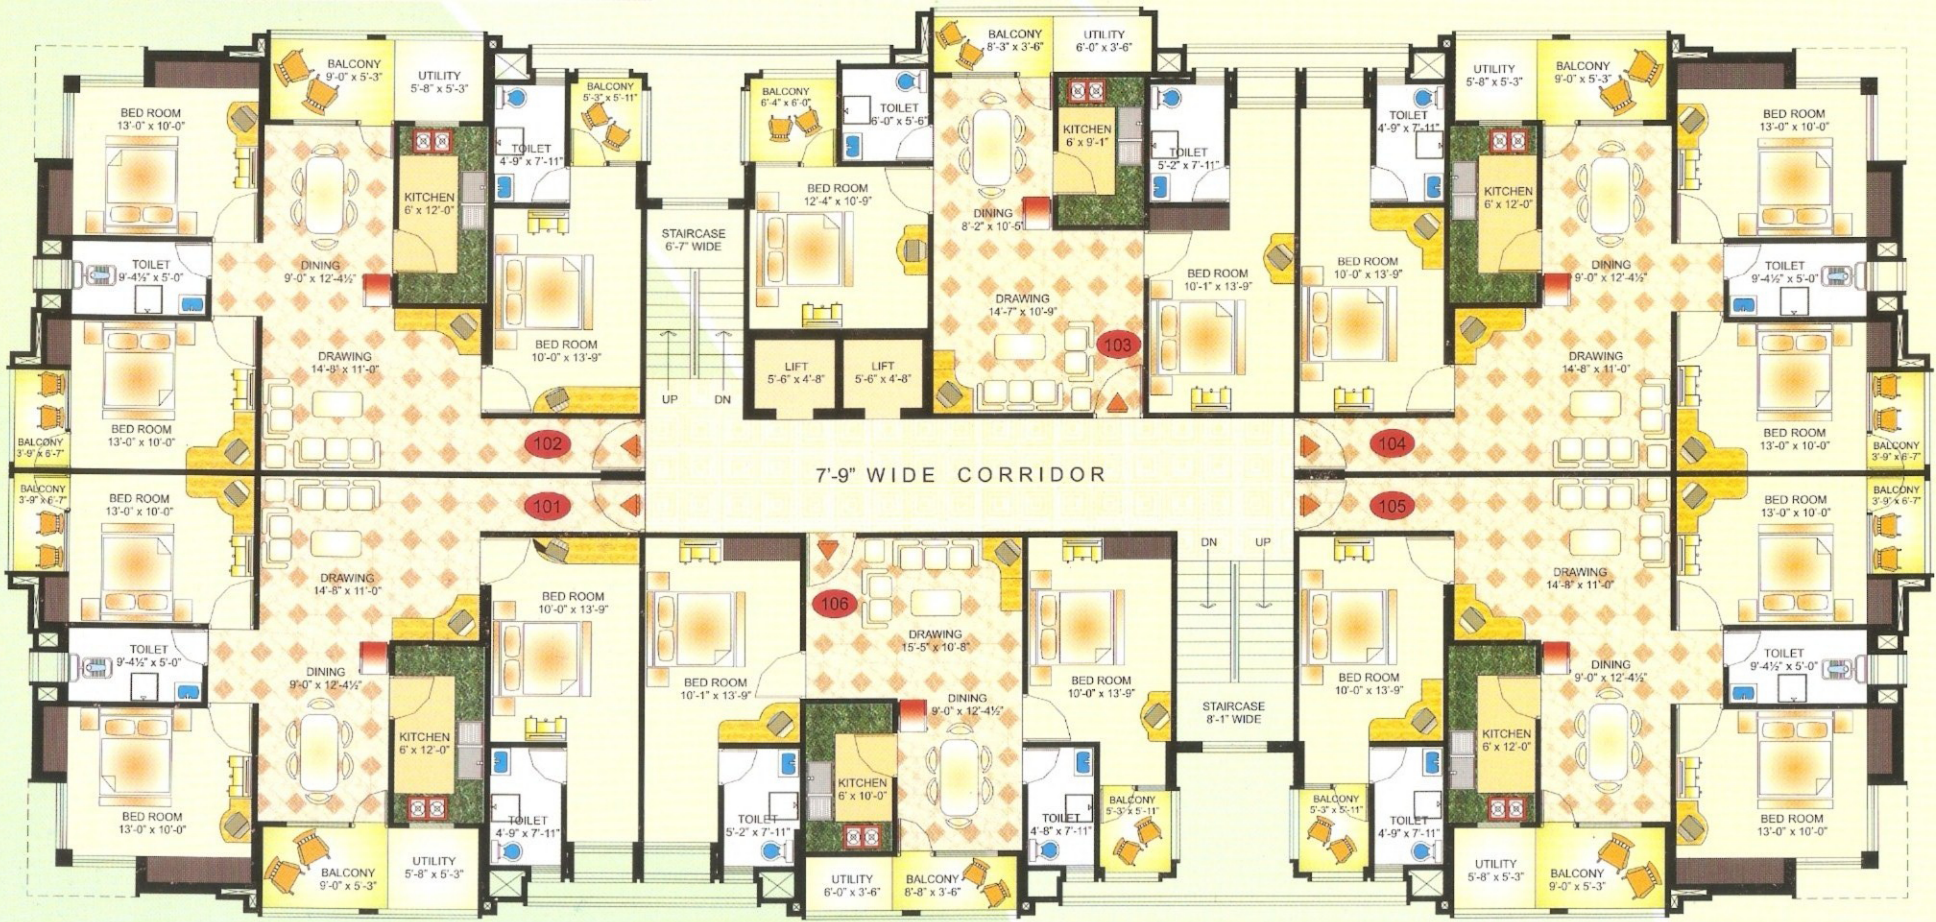 BALCONY
9'-0" x 5'-3"
UTILITY
5'-8" x 5'-3"
BED ROOM
13'-0" x 10'-0"
TOILET
4'-9" x 7'-11"
BALCONY
5'-3" x 5'-11"
KITCHEN
6' x 12'-0"
DINING
9'-0" x 12'-4½"
TOILET
9'-4½" x 5'-0"
DRAWING
14'-8" x 11'-0"
BED ROOM
10'-0" x 13'-9"
BED ROOM
13'-0" x 10'-0"
BALCONY
3'-9" x 6'-7"
102
STAIRCASE
6'-7" WIDE
UP
DN
BALCONY
6'-4" x 6'-0"
TOILET
6'-0" x 5'-6"
BED ROOM
12'-4" x 10'-9"
LIFT
5'-6" x 4'-8"
LIFT
5'-6" x 4'-8"
BALCONY
8'-3" x 3'-6"
UTILITY
6'-0" x 3'-6"
KITCHEN
6' x 9'-1"
DINING
8'-2" x 10'-5"
DRAWING
14'-7" x 10'-9"
103
TOILET
5'-2" x 7'-11"
BED ROOM
10'-1" x 13'-9"
BED ROOM
10'-0" x 13'-9"
TOILET
4'-9" x 7'-11"
UTILITY
5'-8" x 5'-3"
BALCONY
9'-0" x 5'-3"
BED ROOM
13'-0" x 10'-0"
KITCHEN
6' x 12'-0"
DINING
9'-0" x 12'-4½"
TOILET
9'-4½" x 5'-0"
DRAWING
14'-8" x 11'-0"
BED ROOM
13'-0" x 10'-0"
BALCONY
3'-9" x 6'-7"
104
7'-9" WIDE CORRIDOR
BALCONY
3'-9" x 6'-7"
BED ROOM
13'-0" x 10'-0"
101
DRAWING
14'-8" x 11'-0"
BED ROOM
10'-0" x 13'-9"
TOILET
9'-4½" x 5'-0"
DINING
9'-0" x 12'-4½"
KITCHEN
6' x 12'-0"
BED ROOM
13'-0" x 10'-0"
BALCONY
9'-0" x 5'-3"
UTILITY
5'-8" x 5'-3"
TOILET
4'-9" x 7'-11"
BED ROOM
10'-1" x 13'-9"
TOILET
5'-2" x 7'-11"
106
DRAWING
15'-5" x 10'-8"
DINING
9'-0" x 12'-4½"
KITCHEN
6' x 10'-0"
UTILITY
6'-0" x 3'-6"
BALCONY
8'-8" x 3'-6"
BED ROOM
10'-0" x 13'-9"
TOILET
4'-8" x 7'-11"
BALCONY
5'-3" x 5'-11"
DN
UP
STAIRCASE
8'-1" WIDE
105
BED ROOM
10'-0" x 13'-9"
BALCONY
5'-3" x 5'-11"
TOILET
4'-9" x 7'-11"
DRAWING
14'-8" x 11'-0"
DINING
9'-0" x 12'-4½"
KITCHEN
6' x 12'-0"
UTILITY
5'-8" x 5'-3"
BALCONY
9'-0" x 5'-3"
BED ROOM
13'-0" x 10'-0"
BALCONY
3'-9" x 6'-7"
TOILET
9'-4½" x 5'-0"
BED ROOM
13'-0" x 10'-0"